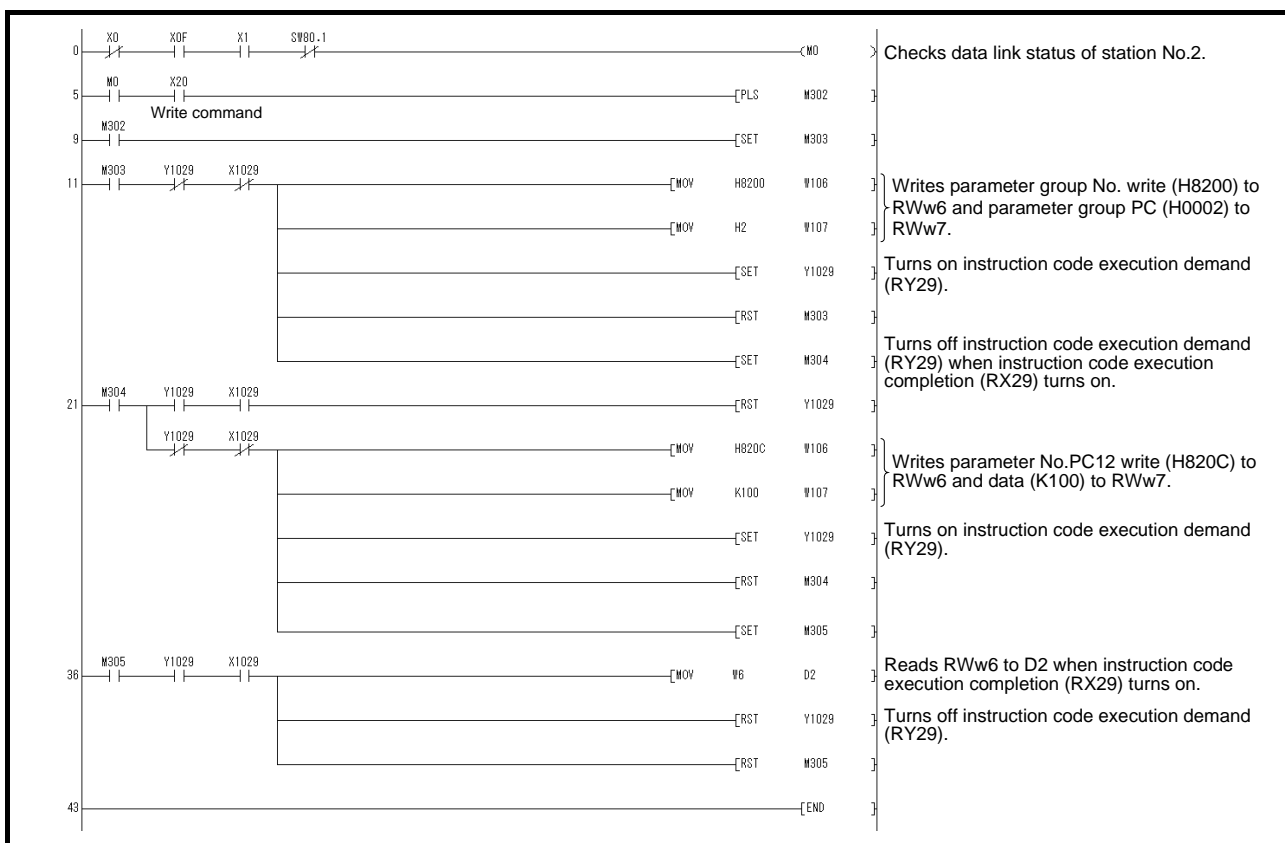 X0 X0F X1 SW80.1
0 (M0 ) Checks data link status of station No.2.
M0 X20
5 [PLS M302 ]
Write command
M302
9 [SET M303 ]
M303 Y1029 X1029
11 [MOV H8200 W106 ] Writes parameter group No. write (H8200) to
RWw6 and parameter group PC (H0002) to
[MOV H2 W107 ] RWw7.
[SET Y1029 ] Turns on instruction code execution demand
(RY29).
[RST M303 ]
Turns off instruction code execution demand
[SET M304 ] (RY29) when instruction code execution
completion (RX29) turns on.
M304 Y1029 X1029
21 [RST Y1029 ]
Y1029 X1029
[MOV H820C W106 ] Writes parameter No.PC12 write (H820C) to
RWw6 and data (K100) to RWw7.
[MOV K100 W107 ]
[SET Y1029 ] Turns on instruction code execution demand
(RY29).
[RST M304 ]
[SET M305 ]
M305 Y1029 X1029
36 [MOV W6 D2 ] Reads RWw6 to D2 when instruction code
execution completion (RX29) turns on.
[RST Y1029 ] Turns off instruction code execution demand
(RY29).
[RST M305 ]
43 [END ]